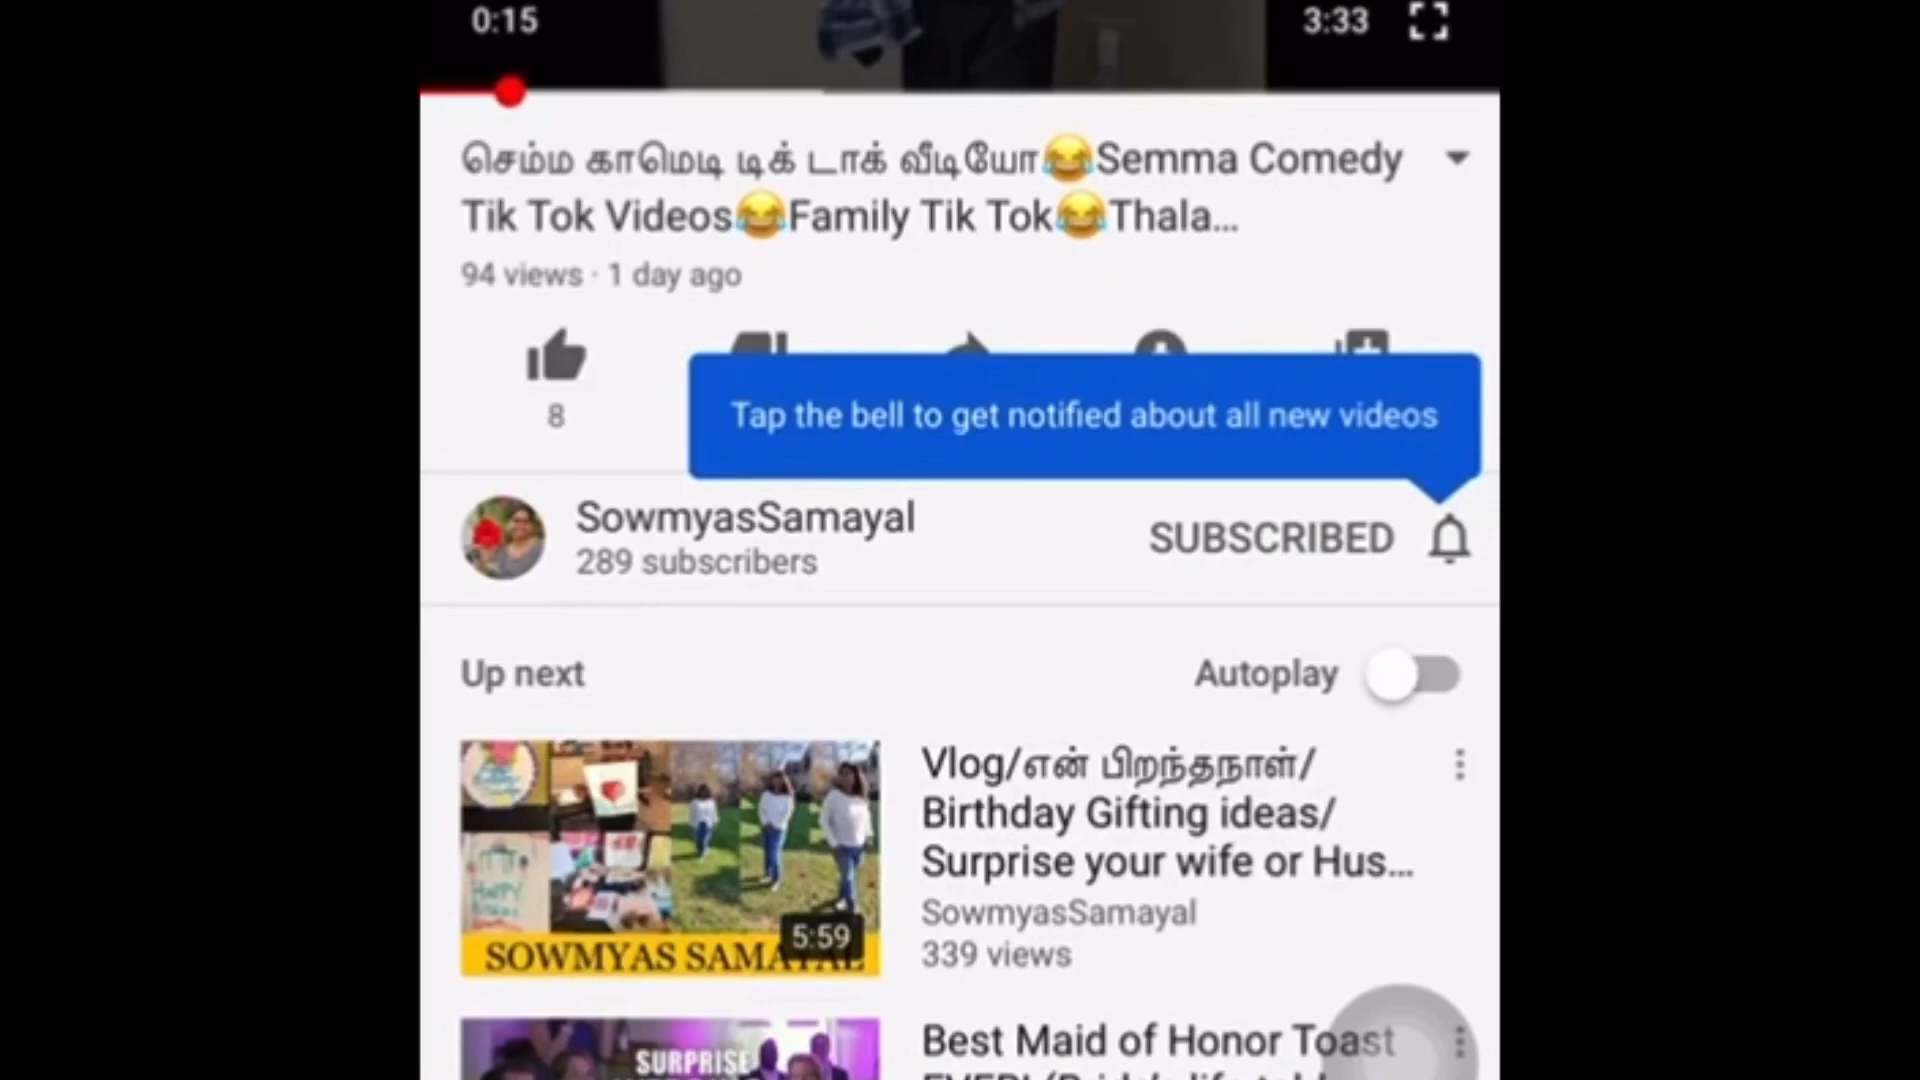 0:15
3:33
செம்ம காமெடி டிக் டாக் வீடியோ😂Semma Comedy
Tik Tok Videos😂Family Tik Tok😂Thala...
94 views · 1 day ago
8
Tap the bell to get notified about all new videos
SowmyasSamayal
289 subscribers
SUBSCRIBED
Up next
Autoplay
HAPPY
5:59
SOWMYAS SAMAYAL
Vlog/என் பிறந்தநாள்/
Birthday Gifting ideas/
Surprise your wife or Hus...
SowmyasSamayal
339 views
SURPRISE
Best Maid of Honor Toast